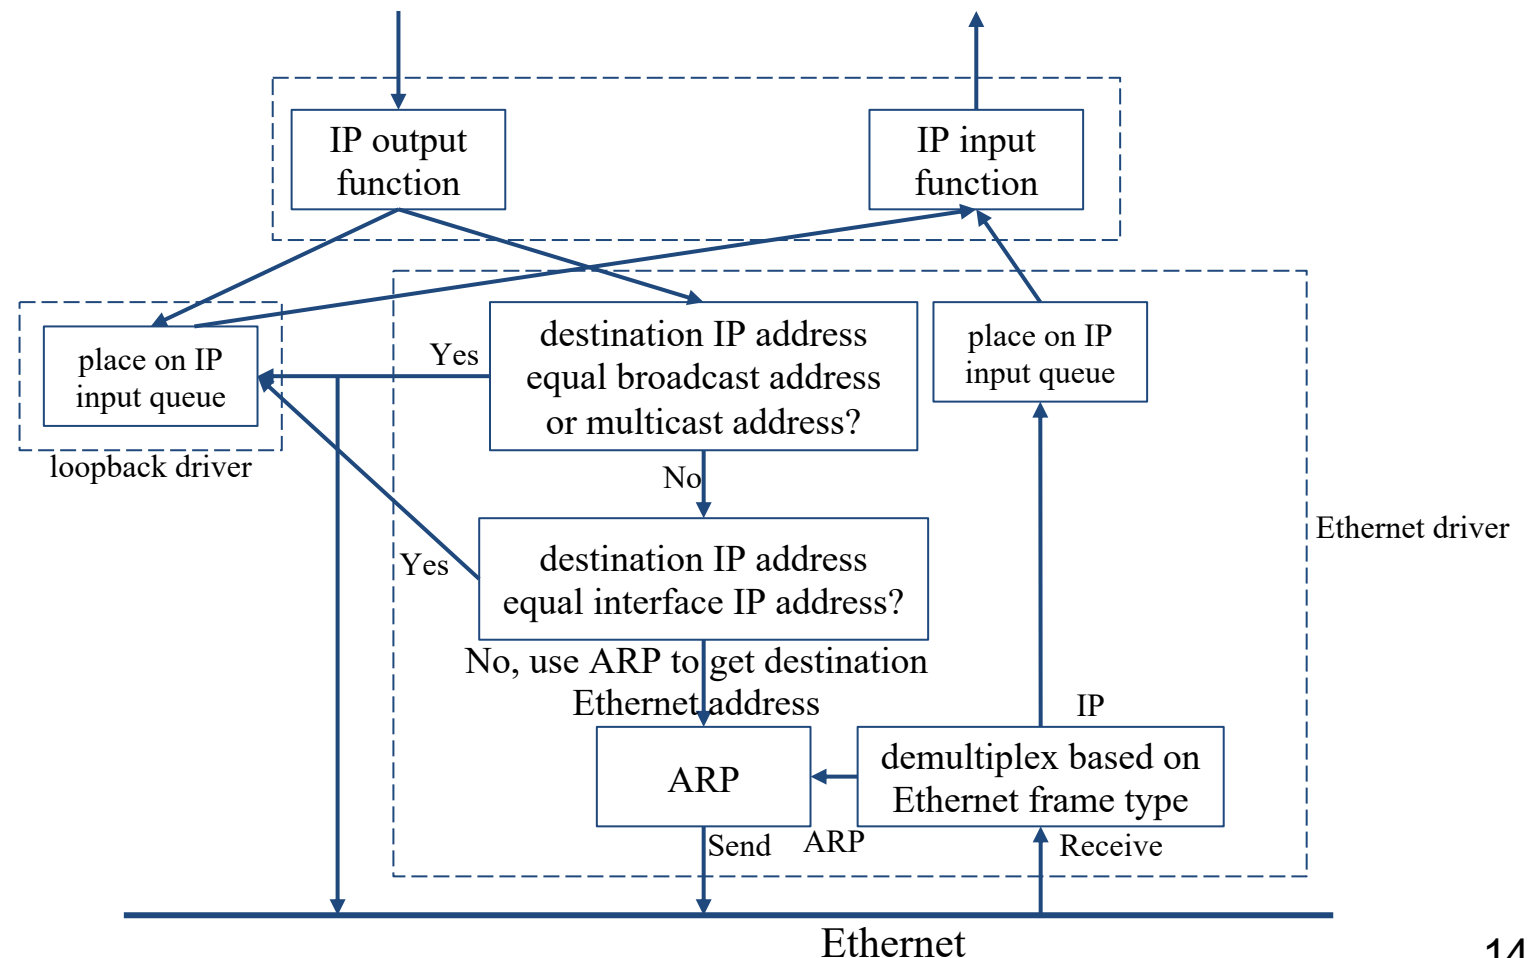 IP output
function
IP input
function
place on IP
input queue
loopback driver
Yes
destination IP address
equal broadcast address
or multicast address?
place on IP
input queue
No
Yes
destination IP address
equal interface IP address?
Ethernet driver
No, use ARP to get destination
Ethernet address
IP
ARP
demultiplex based on
Ethernet frame type
Send
ARP
Receive
Ethernet
14